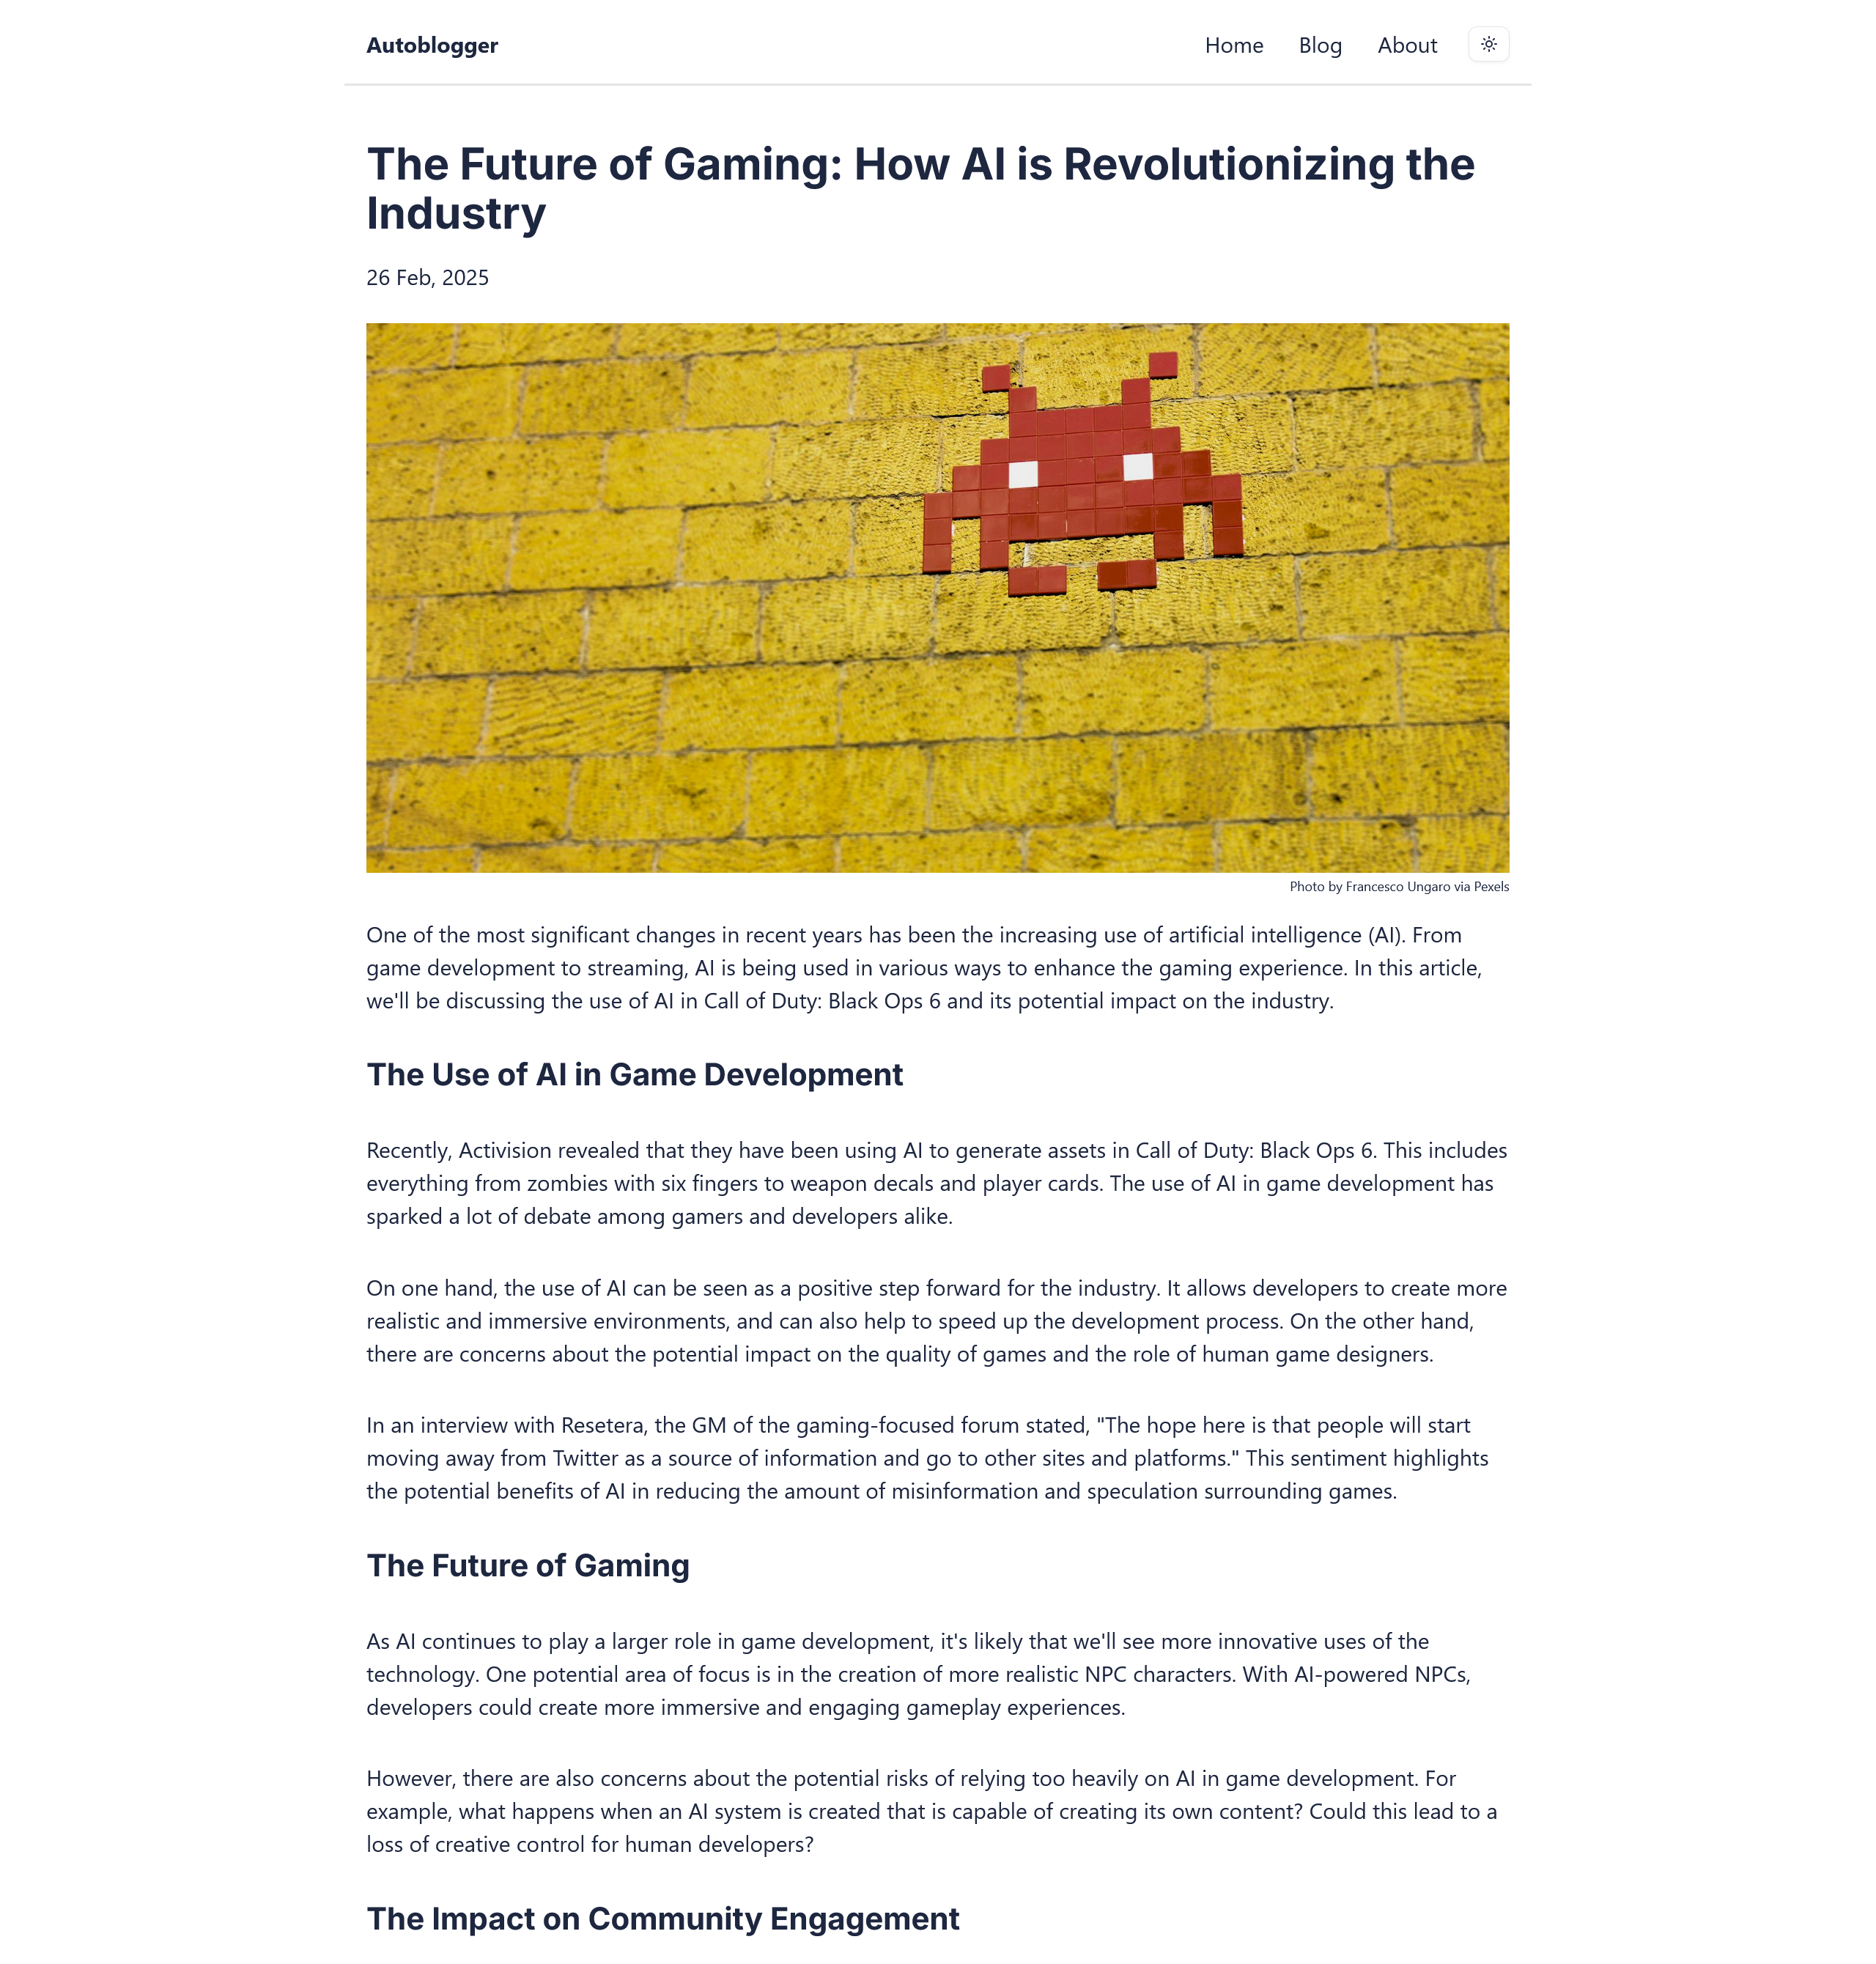 Autoblogger
Home Blog About
The Future of Gaming: How AI is Revolutionizing the
Industry
26 Feb, 2025
Photo by Francesco Ungaro via Pexels
One of the most significant changes in recent years has been the increasing use of artificial intelligence (AI). From
game development to streaming, AI is being used in various ways to enhance the gaming experience. In this article,
we'll be discussing the use of AI in Call of Duty: Black Ops 6 and its potential impact on the industry.
The Use of AI in Game Development
Recently, Activision revealed that they have been using AI to generate assets in Call of Duty: Black Ops 6. This includes
everything from zombies with six fingers to weapon decals and player cards. The use of AI in game development has
sparked a lot of debate among gamers and developers alike.
On one hand, the use of AI can be seen as a positive step forward for the industry. It allows developers to create more
realistic and immersive environments, and can also help to speed up the development process. On the other hand,
there are concerns about the potential impact on the quality of games and the role of human game designers.
In an interview with Resetera, the GM of the gaming-focused forum stated, "The hope here is that people will start
moving away from Twitter as a source of information and go to other sites and platforms." This sentiment highlights
the potential benefits of AI in reducing the amount of misinformation and speculation surrounding games.
The Future of Gaming
As AI continues to play a larger role in game development, it's likely that we'll see more innovative uses of the
technology. One potential area of focus is in the creation of more realistic NPC characters. With AI-powered NPCs,
developers could create more immersive and engaging gameplay experiences.
However, there are also concerns about the potential risks of relying too heavily on AI in game development. For
example, what happens when an AI system is created that is capable of creating its own content? Could this lead to a
loss of creative control for human developers?
The Impact on Community Engagement